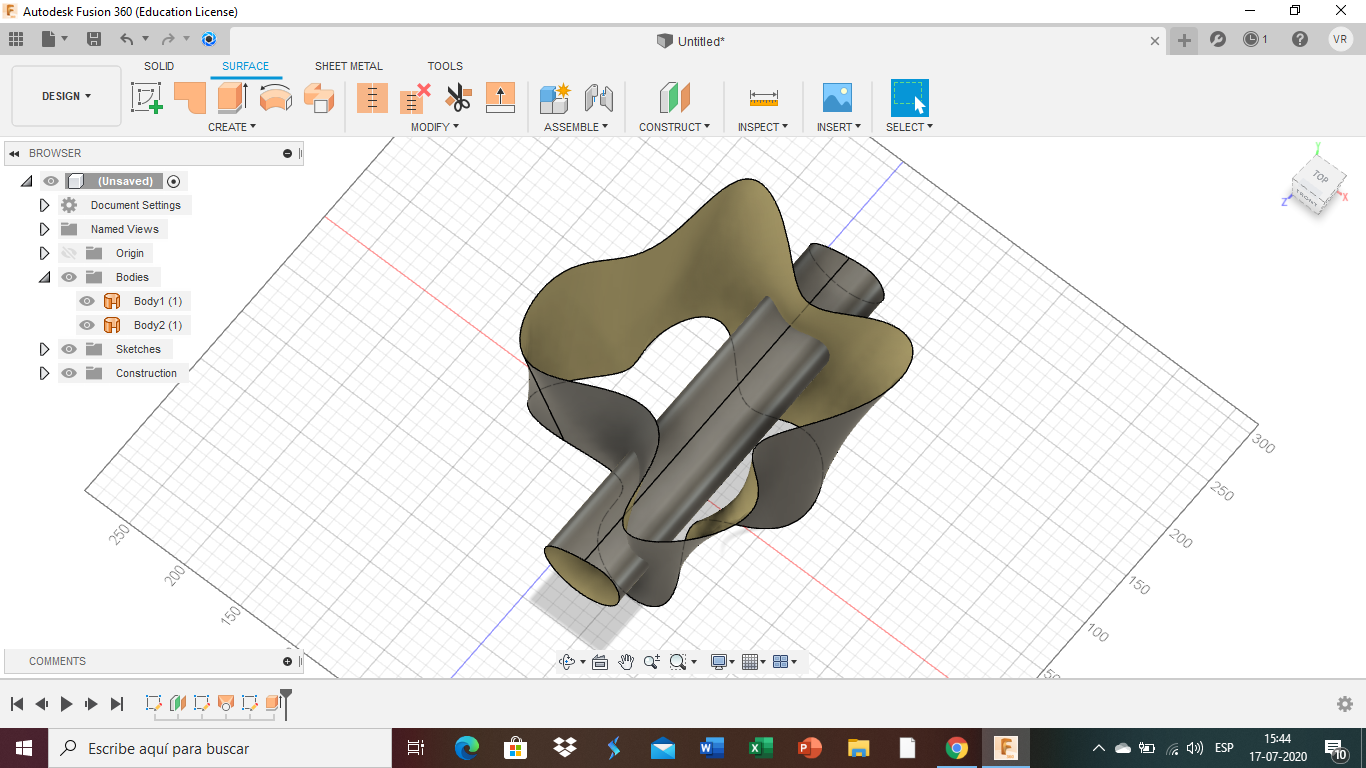 Autodesk Fusion 360 (Education License)
Untitled*
1
VR
DESIGN
SOLID
SURFACE
SHEET METAL
TOOLS
CREATE
MODIFY
ASSEMBLE
CONSTRUCT
INSPECT
INSERT
SELECT
BROWSER
(Unsaved)
Document Settings
Named Views
Origin
Bodies
Body1 (1)
Body2 (1)
Sketches
Construction
TOP
FRONT
Y
Z
X
300
250
200
150
100
50
250
200
150
COMMENTS
Escribe aquí para buscar
ESP
15:44
17-07-2020
10